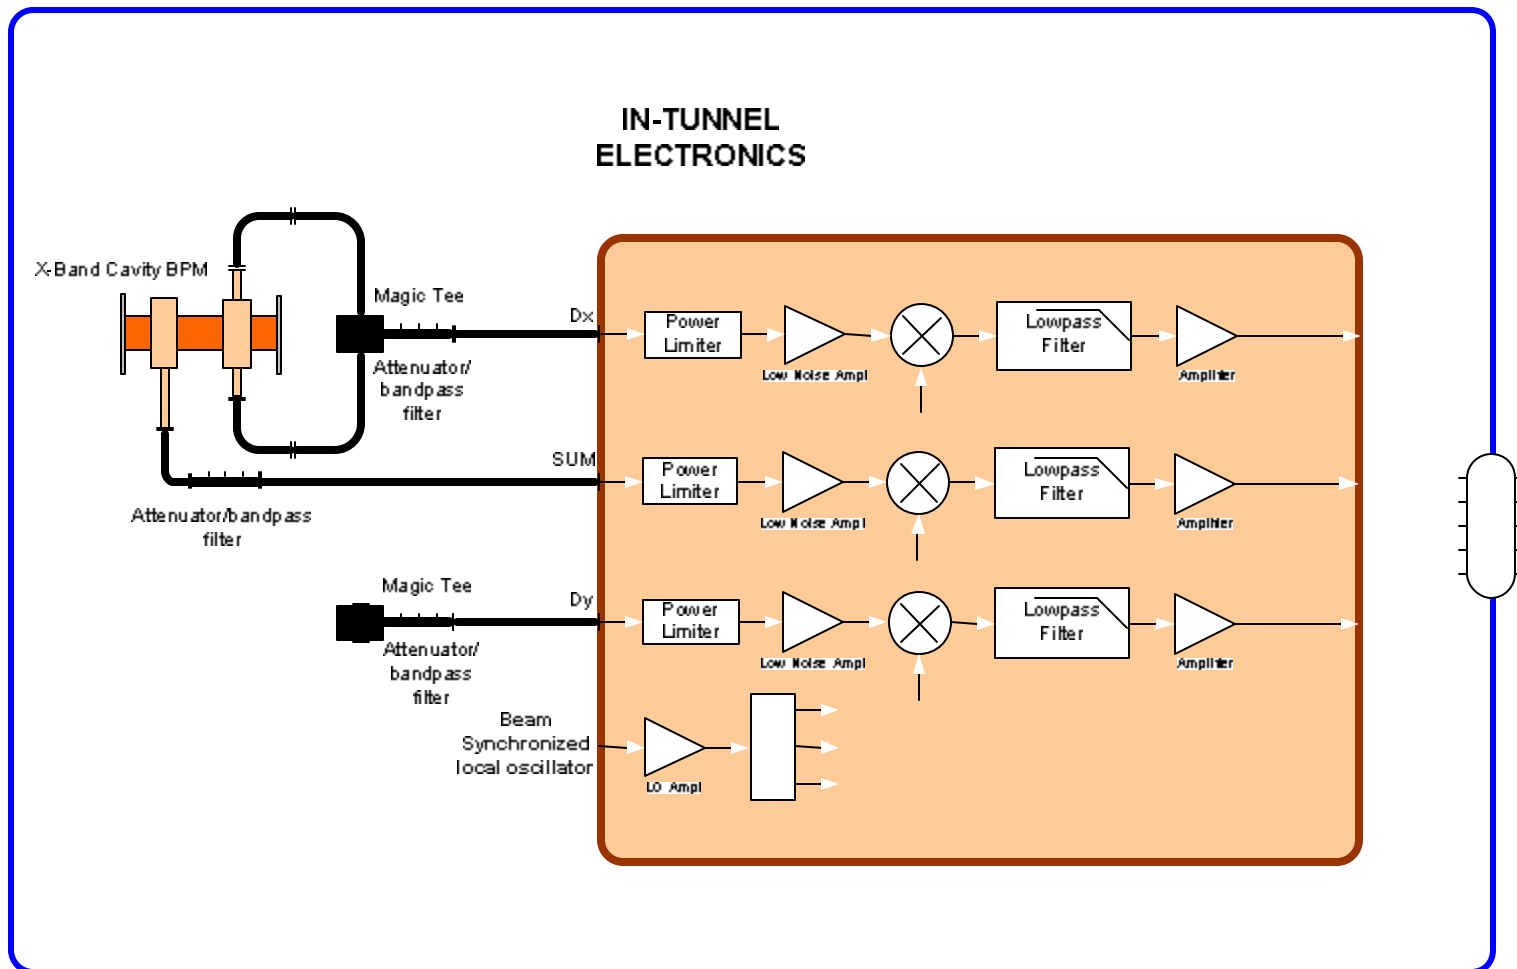 IN-TUNNEL
ELECTRONICS
X-Band Cavity BPM
Magic Tee
Attenuator/
bandpass
filter
Dx
Power
Limiter
Low Noise Ampl
Lowpass
Filter
Amplifier
SUM
Attenuator/bandpass
filter
Power
Limiter
Low Noise Ampl
Lowpass
Filter
Amplifier
Magic Tee
Attenuator/
bandpass
filter
Dy
Power
Limiter
Low Noise Ampl
Lowpass
Filter
Amplifier
Beam
Synchronized
local oscillator
LO Ampl